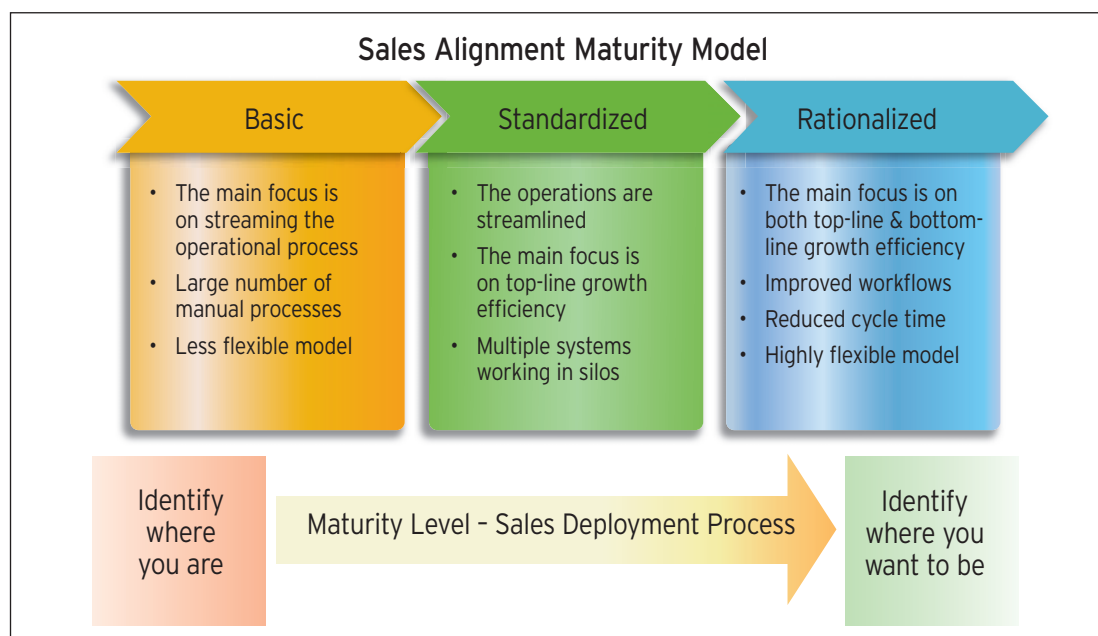 Sales Alignment Maturity Model
Basic
• The main focus is
on streaming the
operational process
• Large number of
manual processes
• Less flexible model
Standardized
• The operations are
streamlined
• The main focus is
on top-line growth
efficiency
• Multiple systems
working in silos
Rationalized
• The main focus is on
both top-line & bottom-
line growth efficiency
• Improved workflows
• Reduced cycle time
• Highly flexible model
Identify
where
you are
Maturity Level – Sales Deployment Process
Identify
where you
want to be